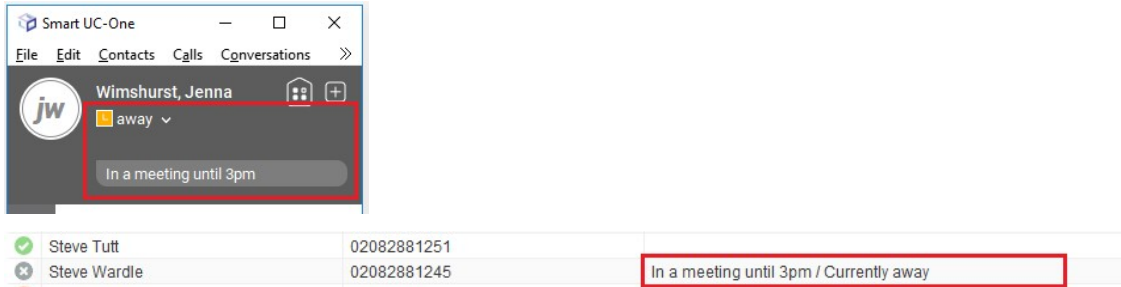 Smart UC-One
File Edit Contacts Calls Conversations »
jw
Wimshurst, Jenna
away
In a meeting until 3pm
Steve Tutt 02082881251
Steve Wardle 02082881245 In a meeting until 3pm / Currently away